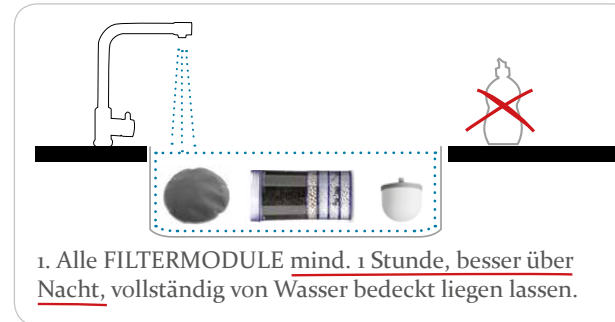 1. Alle FILTERMODULE mind. 1 Stunde, besser über
Nacht, vollständig von Wasser bedeckt liegen lassen.